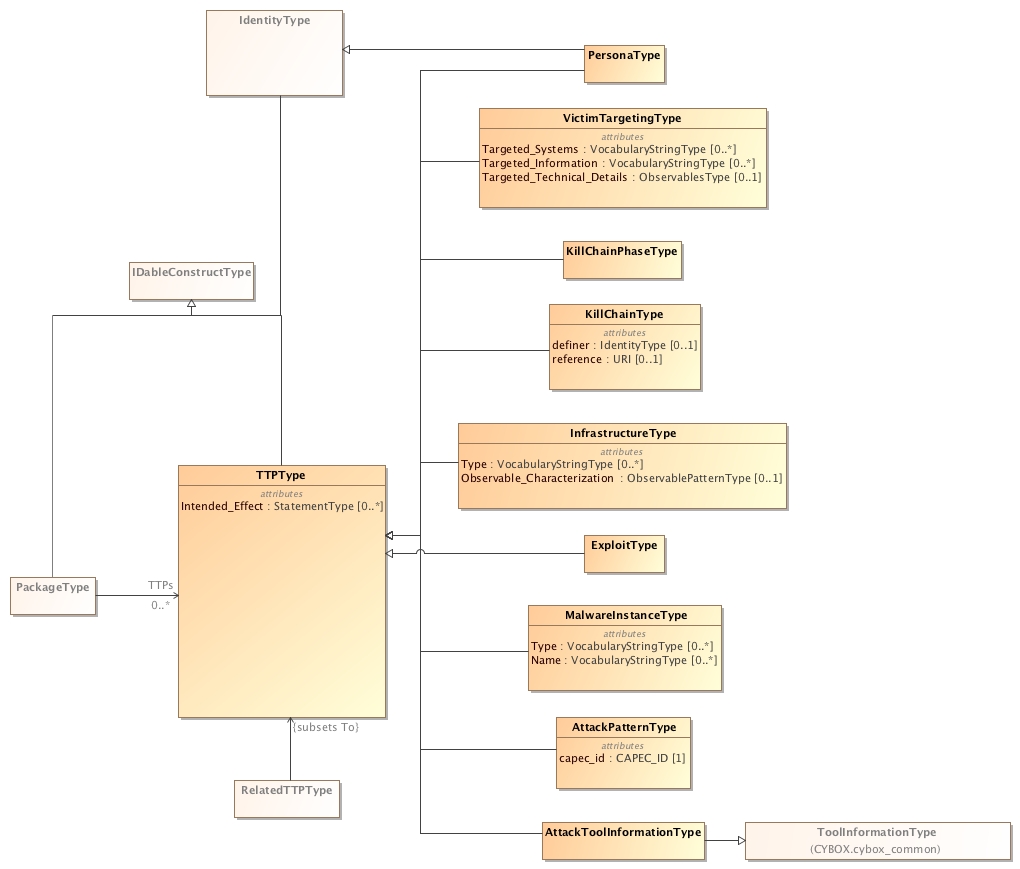 IdentityType
PersonaType
VictimTargetingType
attributes
Targeted_Systems : VocabularyStringType [0..*]
Targeted_Information : VocabularyStringType [0..*]
Targeted_Technical_Details : ObservablesType [0..1]
KillChainPhaseType
IDableConstructType
KillChainType
attributes
definer : IdentityType [0..1]
reference : URI [0..1]
InfrastructureType
attributes
Type : VocabularyStringType [0..*]
Observable_Characterization : ObservablePatternType [0..1]
TTPType
attributes
Intended_Effect : StatementType [0..*]
ExploitType
PackageType
TTPs
0..*
MalwareInstanceType
attributes
Type : VocabularyStringType [0..*]
Name : VocabularyStringType [0..*]
{subsets To}
AttackPatternType
attributes
capec_id : CAPEC_ID [1]
RelatedTTPType
AttackToolInformationType
ToolInformationType
(CYBOX.cybox_common)